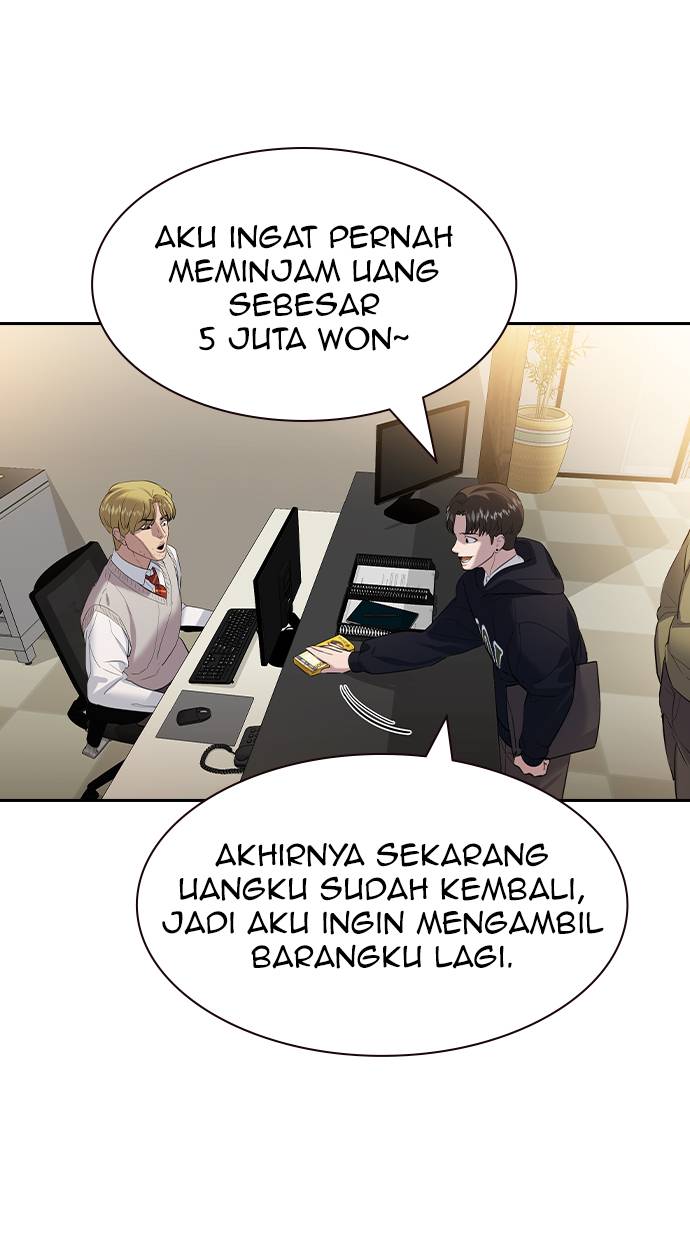 AKU INGAT PERNAH
MEMINJAM UANG
SEBESAR
5 JUTA WON~
AKHIRNYA SEKARANG
UANGKU SUDAH KEMBALI,
JADI AKU INGIN MENGAMBIL
BARANGKU LAGI.